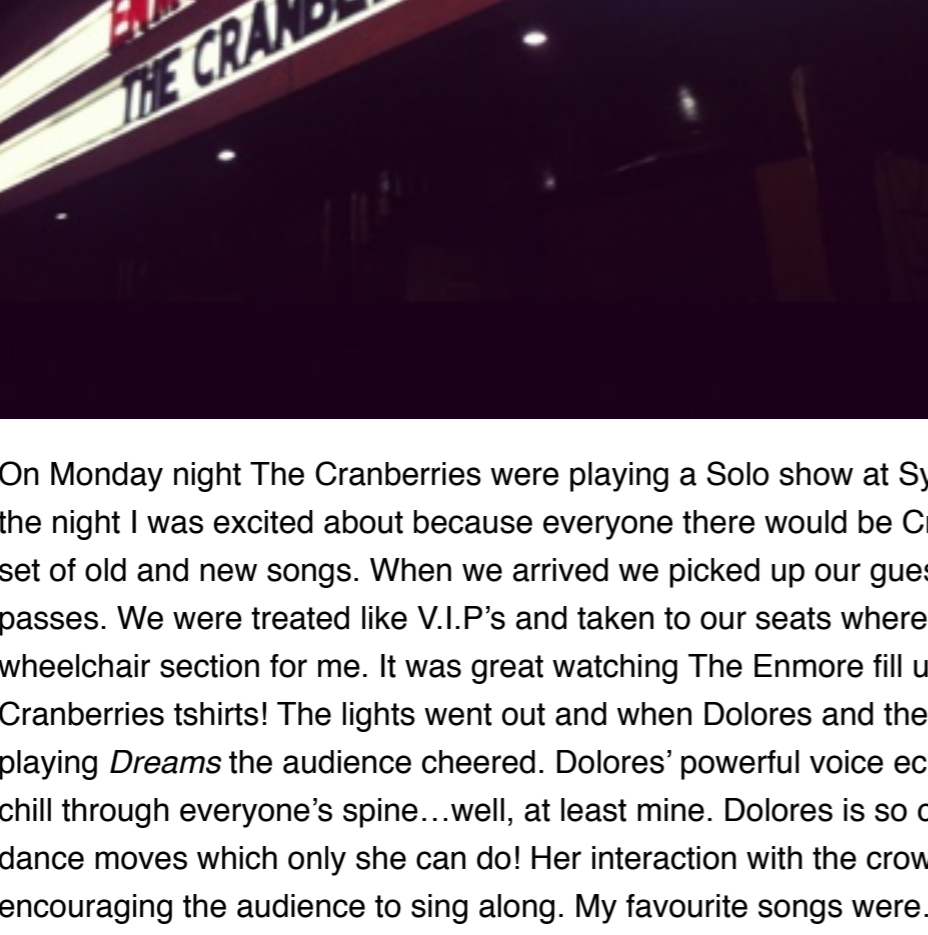 THE CRANBE
On Monday night The Cranberries were playing a Solo show at Sy
the night I was excited about because everyone there would be Cr
set of old and new songs. When we arrived we picked up our gues
passes. We were treated like V.I.P’s and taken to our seats where
wheelchair section for me. It was great watching The Enmore fill u
Cranberries tshirts! The lights went out and when Dolores and the
playing Dreams the audience cheered. Dolores’ powerful voice ec
chill through everyone’s spine…well, at least mine. Dolores is so c
dance moves which only she can do! Her interaction with the crow
encouraging the audience to sing along. My favourite songs were.